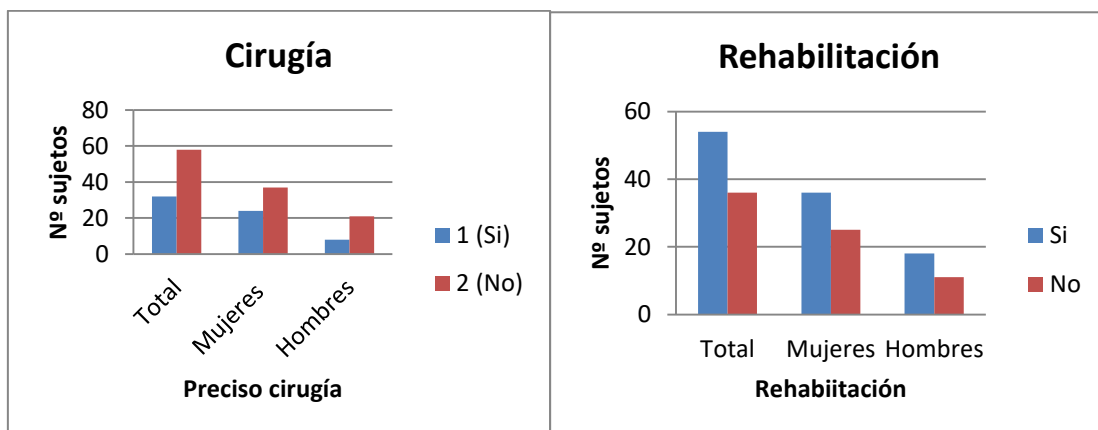 Cirugía
80
60
40
20
0
Nº sujetos
Total
Mujeres
Hombres
Preciso cirugía
1 (Si)
2 (No)
Rehabilitación
60
40
20
0
Nº sujetos
Total Mujeres Hombres
Rehabiitación
Si
No